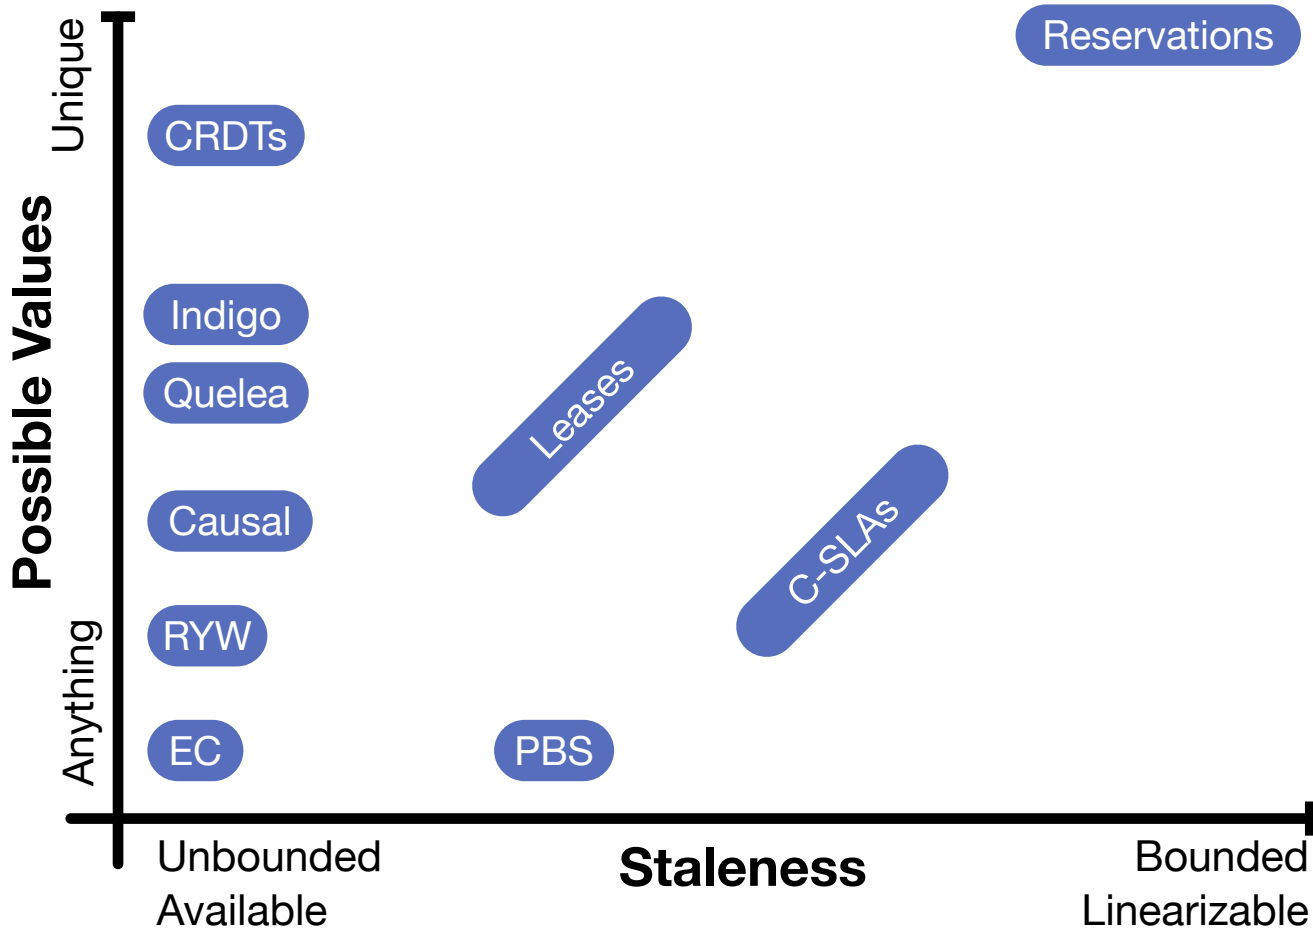 Unique
Possible Values
Anything
Reservations
CRDTs
Indigo
Quelea
Leases
Causal
C-SLAs
RYW
EC
PBS
Unbounded
Available
Staleness
Bounded
Linearizable